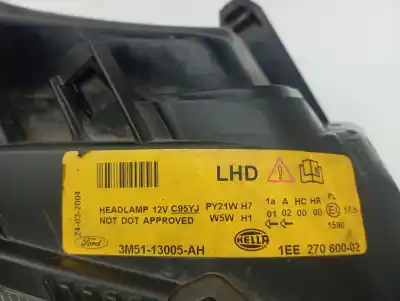 LHD
24-03-2004
HEADLAMP 12V C95YJ PY21W H7
NOT DOT APPROVED W5W H1
1a A HC HR PL
01 02 00 00 E1 17.5
1590
Ford 3M51-13005-AH HELLA 1EE 270 600-02